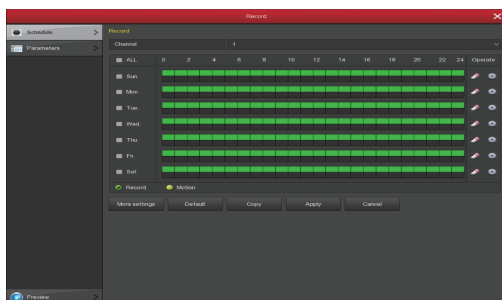 Record
Schedule >
Parameters >
Record
Channel 1
ALL 0 2 4 6 8 10 12 14 16 18 20 22 24 Operate
Sun.
Mon.
Tue.
Wed.
Thu.
Fri.
Sat.
Record Motion
More settings Default Copy Apply Cancel
Preview >